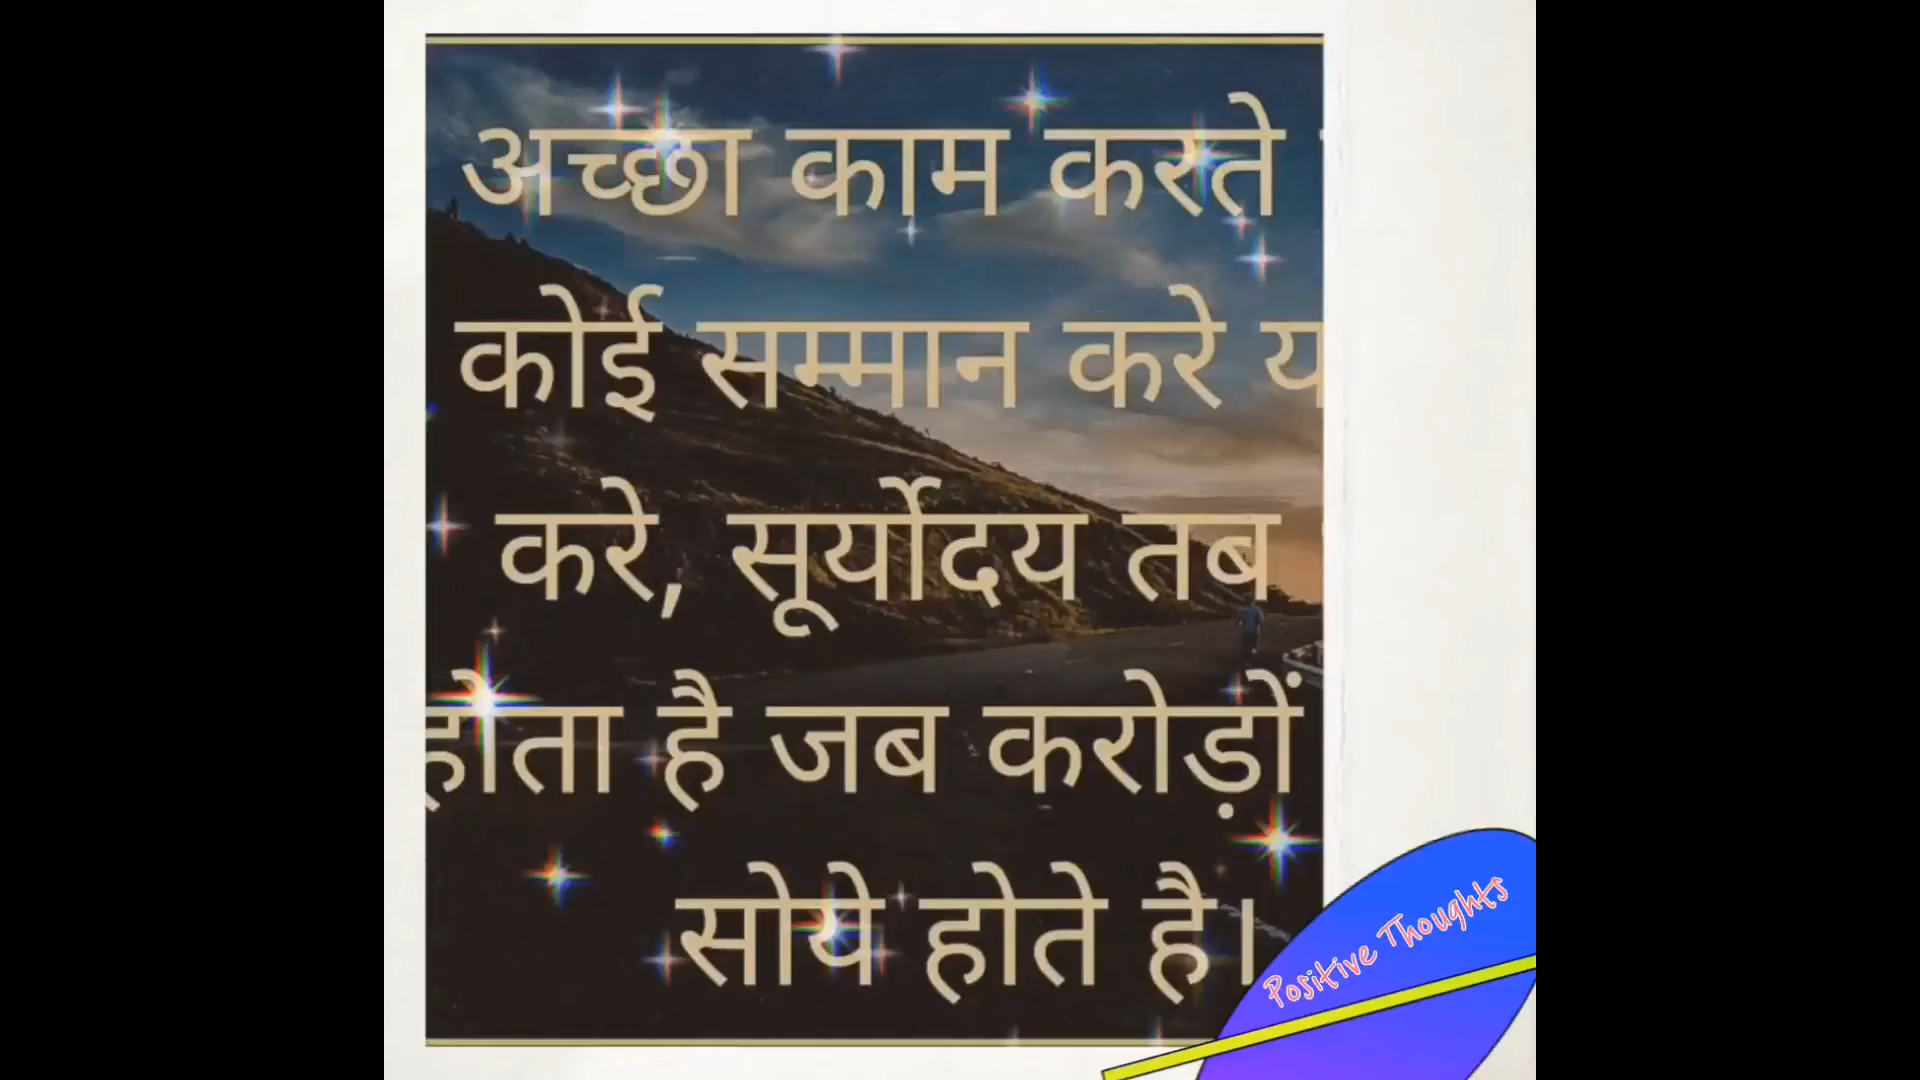 अच्छा काम करते
कोई सम्मान करे
करे, सूर्योदय तब
होता है जब करोड़ों
सोये होते है।
Positive Thoughts